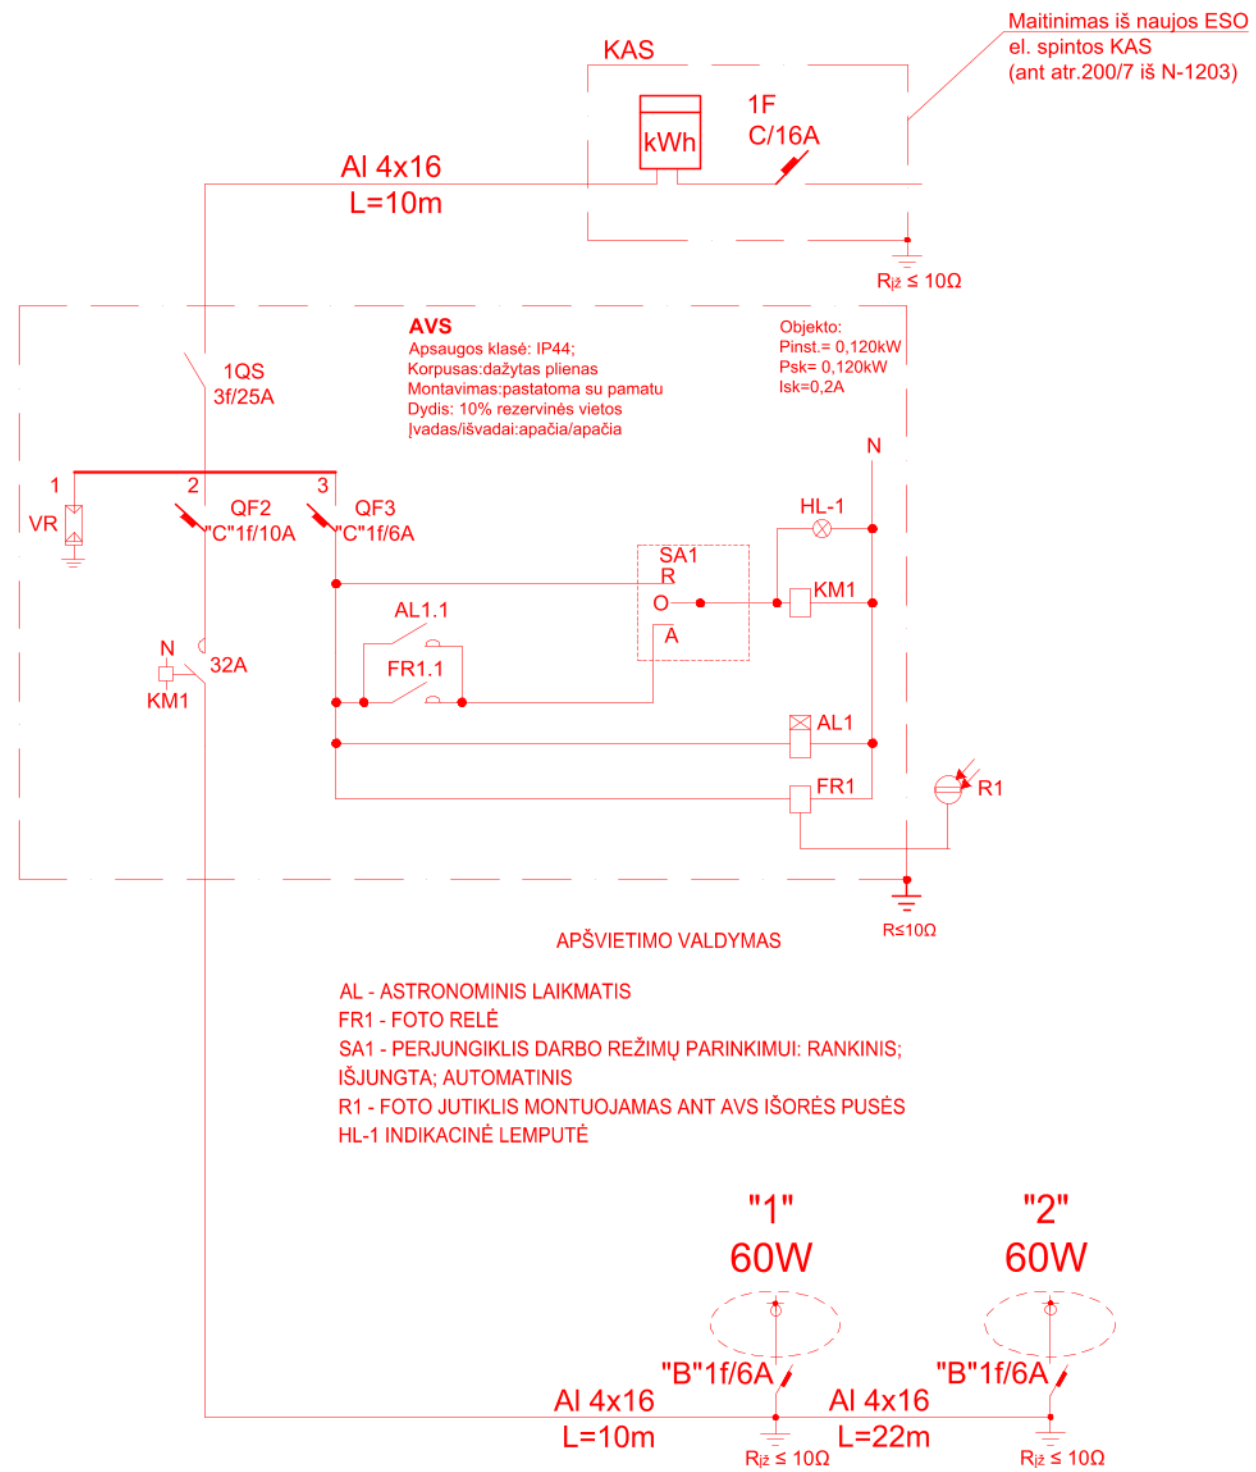 Maitinimas iš naujos ESO
el. spintos KAS
(ant atr.200/7 iš N-1203)
KAS
1F
C/16A
kWh
Al 4x16
L=10m
Rįž ≤ 10Ω
AVS
Apsaugos klasė: IP44;
Korpusas:dažytas plienas
Montavimas:pastatoma su pamatu
Dydis: 10% rezervinės vietos
Įvadas/išvadai:apačia/apačia
Objekto:
Pinst.= 0,120kW
Psk= 0,120kW
Isk=0,2A
1QS
3f/25A
N
1
2
3
VR
QF2
"C"1f/10A
QF3
"C"1f/6A
HL-1
SA1
R
O
A
KM1
AL1.1
FR1.1
N
32A
KM1
AL1
FR1
R1
R≤10Ω
APŠVIETIMO VALDYMAS
AL - ASTRONOMINIS LAIKMATIS
FR1 - FOTO RELĖ
SA1 - PERJUNGIKLIS DARBO REŽIMŲ PARINKIMUI: RANKINIS;
IŠJUNGTA; AUTOMATINIS
R1 - FOTO JUTIKLIS MONTUOJAMAS ANT AVS IŠORĖS PUSĖS
HL-1 INDIKACINĖ LEMPUTĖ
"1"
60W
"2"
60W
"B"1f/6A
"B"1f/6A
Al 4x16
L=10m
Al 4x16
L=22m
Rįž ≤ 10Ω
Rįž ≤ 10Ω